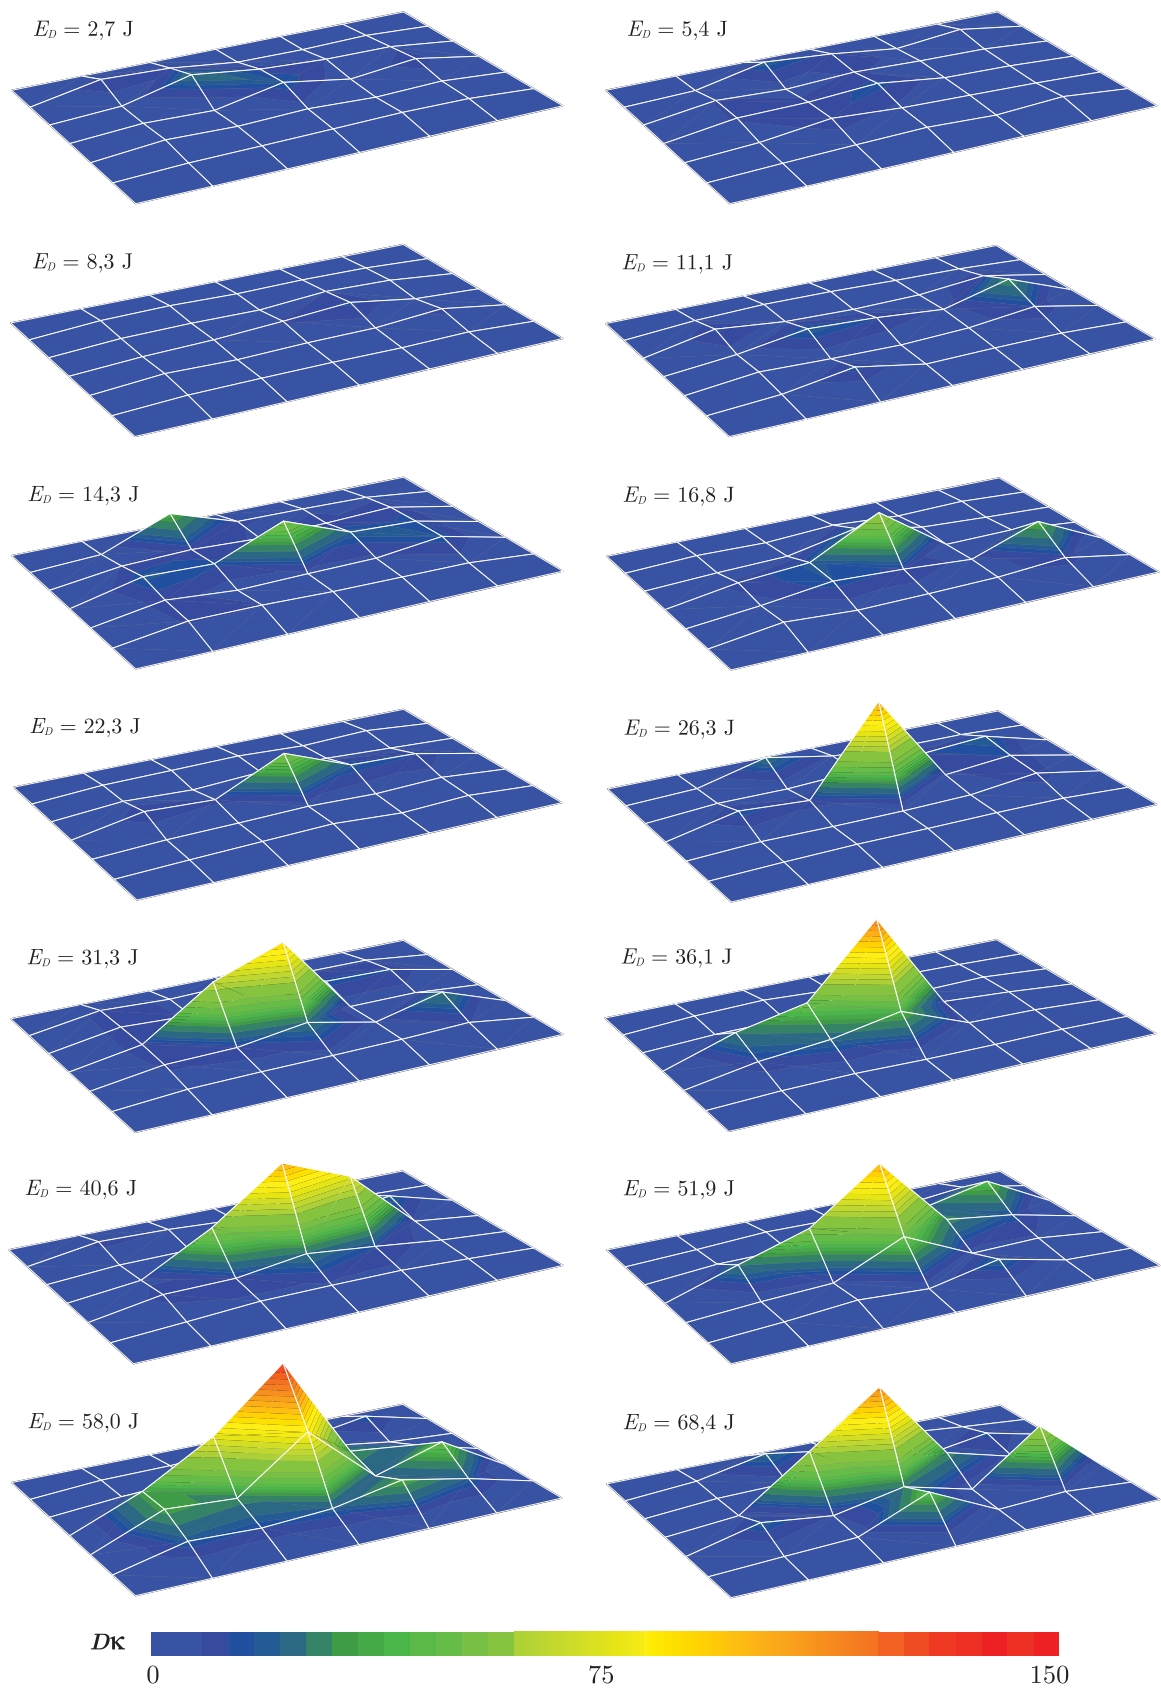 E_D = 2,7 J
E_D = 5,4 J
E_D = 8,3 J
E_D = 11,1 J
E_D = 14,3 J
E_D = 16,8 J
E_D = 22,3 J
E_D = 26,3 J
E_D = 31,3 J
E_D = 36,1 J
E_D = 40,6 J
E_D = 51,9 J
E_D = 58,0 J
E_D = 68,4 J
Dκ
0 75 150